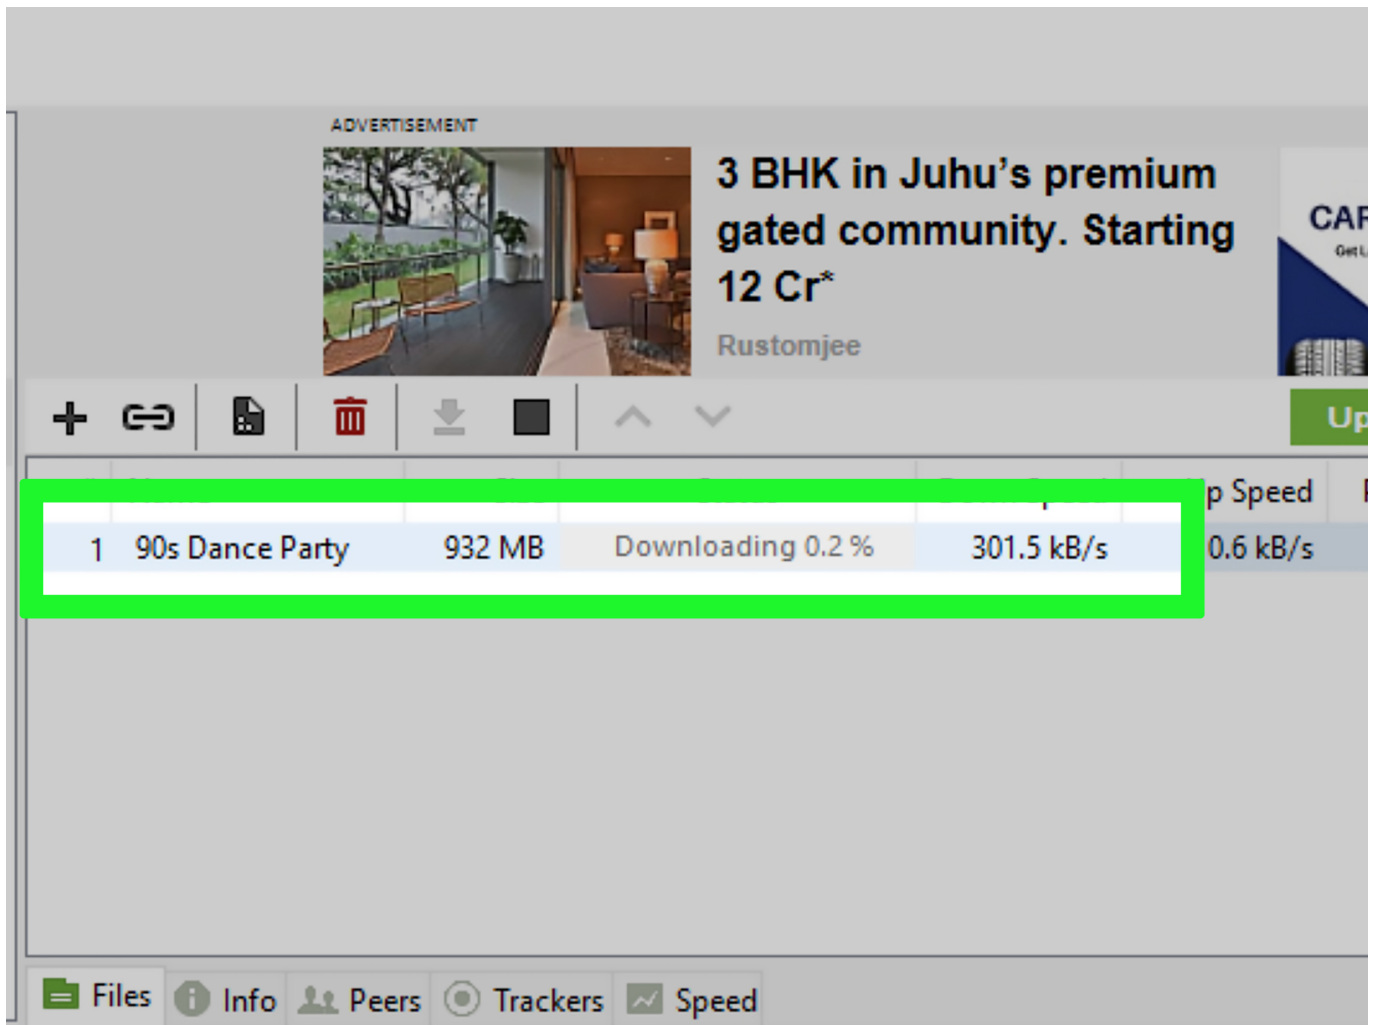 ADVERTISEMENT
3 BHK in Juhu's premium
gated community. Starting
12 Cr*
Rustomjee
Up Speed
1 90s Dance Party 932 MB Downloading 0.2 % 301.5 kB/s 0.6 kB/s
Files Info Peers Trackers Speed